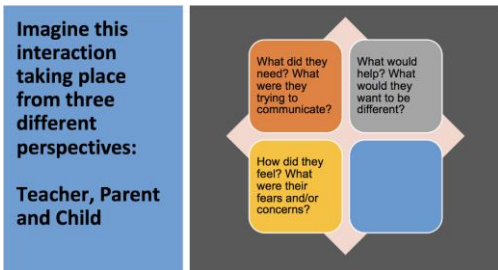 Imagine this
interaction
taking place
from three
different
perspectives:
Teacher, Parent
and Child
What did they
need? What
were they
trying to
communicate?
What would
help? What
would they
want to be
different?
How did they
feel? What
were their
fears and/or
concerns?